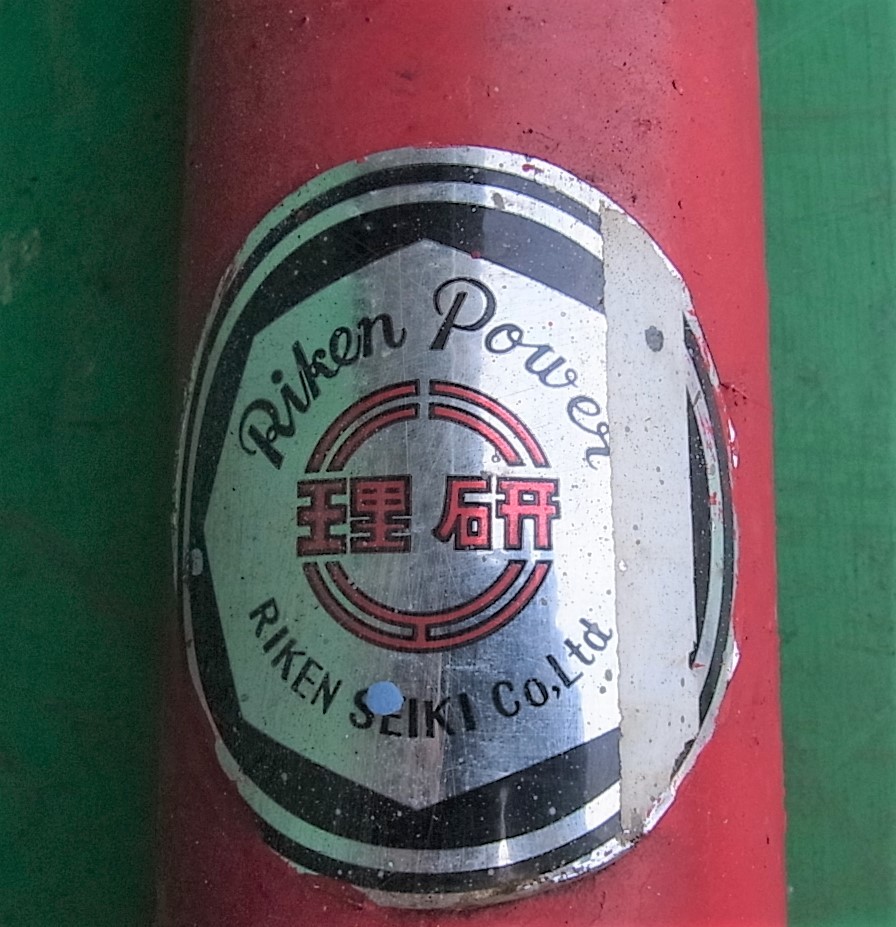 Riken Power
理研
RIKEN SEIKI Co,Ltd